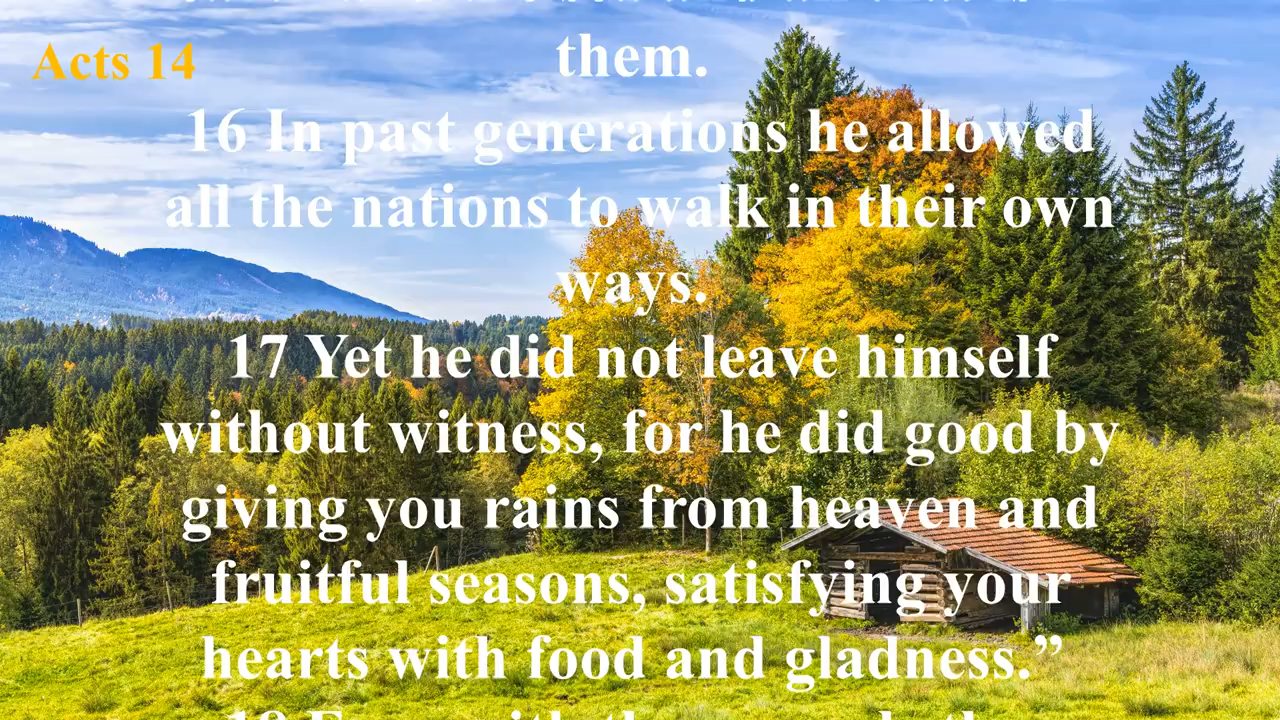 Acts 14
them.
16 In past generations he allowed
all the nations to walk in their own
ways.
17 Yet he did not leave himself
without witness, for he did good by
giving you rains from heaven and
fruitful seasons, satisfying your
hearts with food and gladness.”